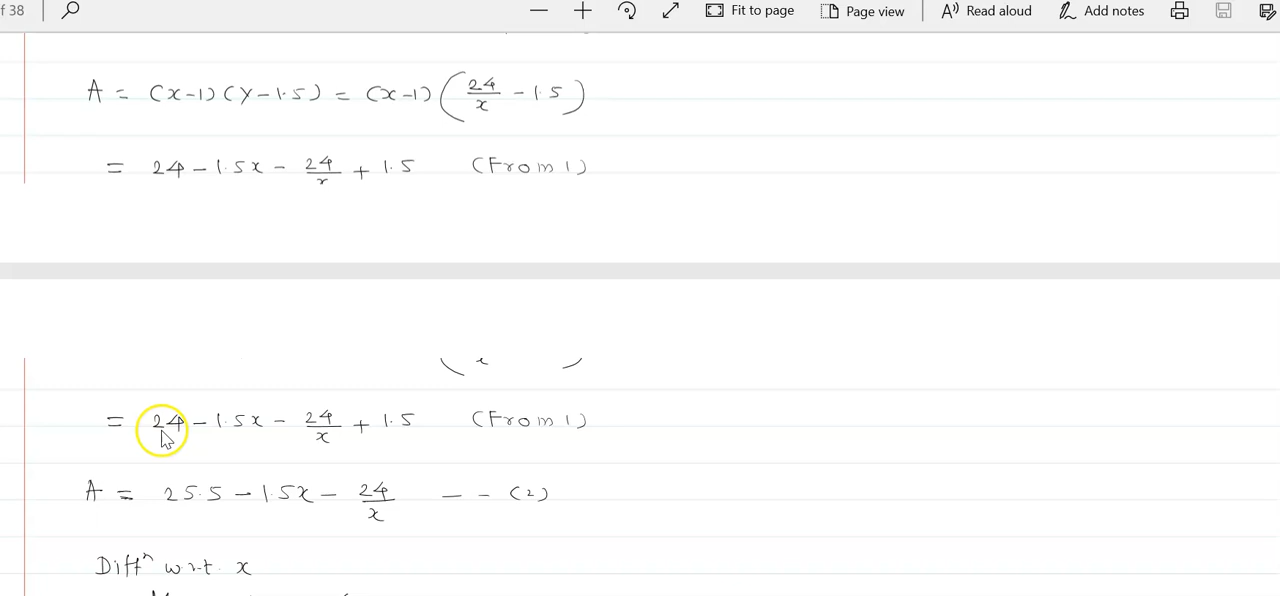 f 38 Fit to page Page view Read aloud Add notes
A = (x-1)(y-1.5) = (x-1)(24/x - 1.5)
= 24 - 1.5x - 24/x + 1.5 (From 1)
= 24 - 1.5x - 24/x + 1.5 (From 1)
A = 25.5 - 1.5x - 24/x - - (2)
Diffⁿ w.r.t. x